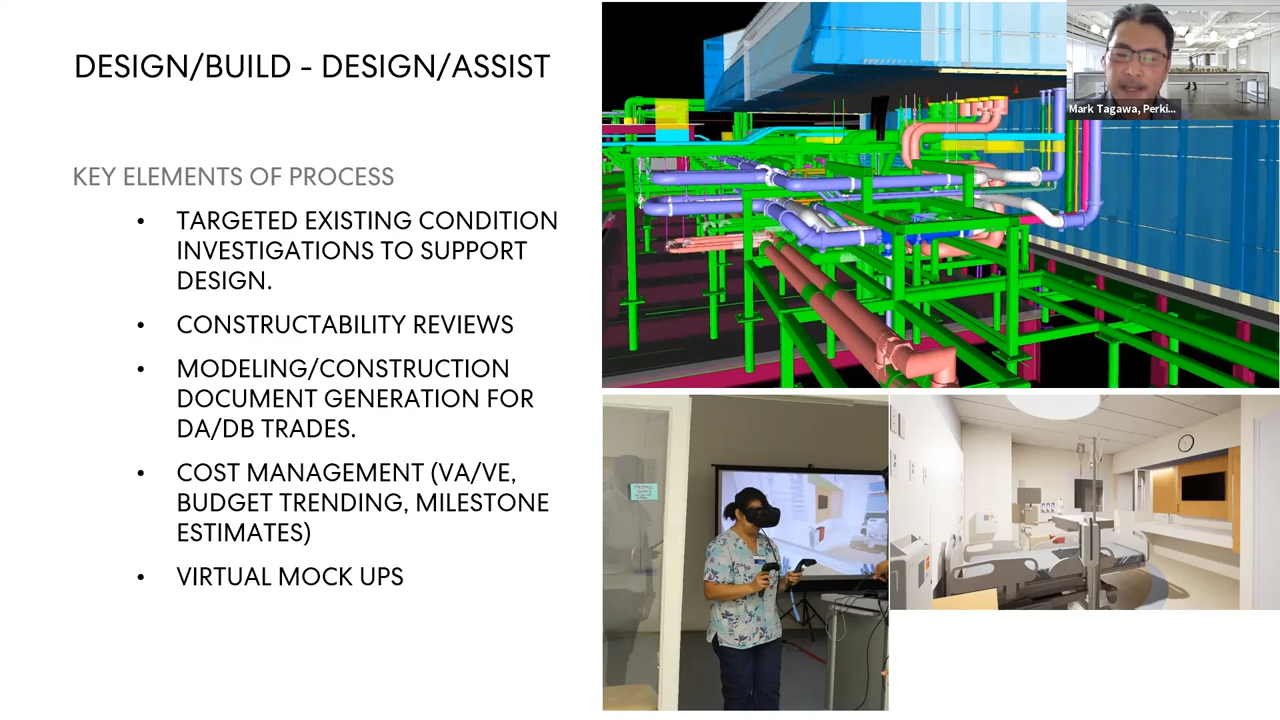 DESIGN/BUILD - DESIGN/ASSIST
KEY ELEMENTS OF PROCESS
• TARGETED EXISTING CONDITION
INVESTIGATIONS TO SUPPORT
DESIGN.
• CONSTRUCTABILITY REVIEWS
• MODELING/CONSTRUCTION
DOCUMENT GENERATION FOR
DA/DB TRADES.
• COST MANAGEMENT (VA/VE,
BUDGET TRENDING, MILESTONE
ESTIMATES)
• VIRTUAL MOCK UPS
Mark Tagawa, Perki...